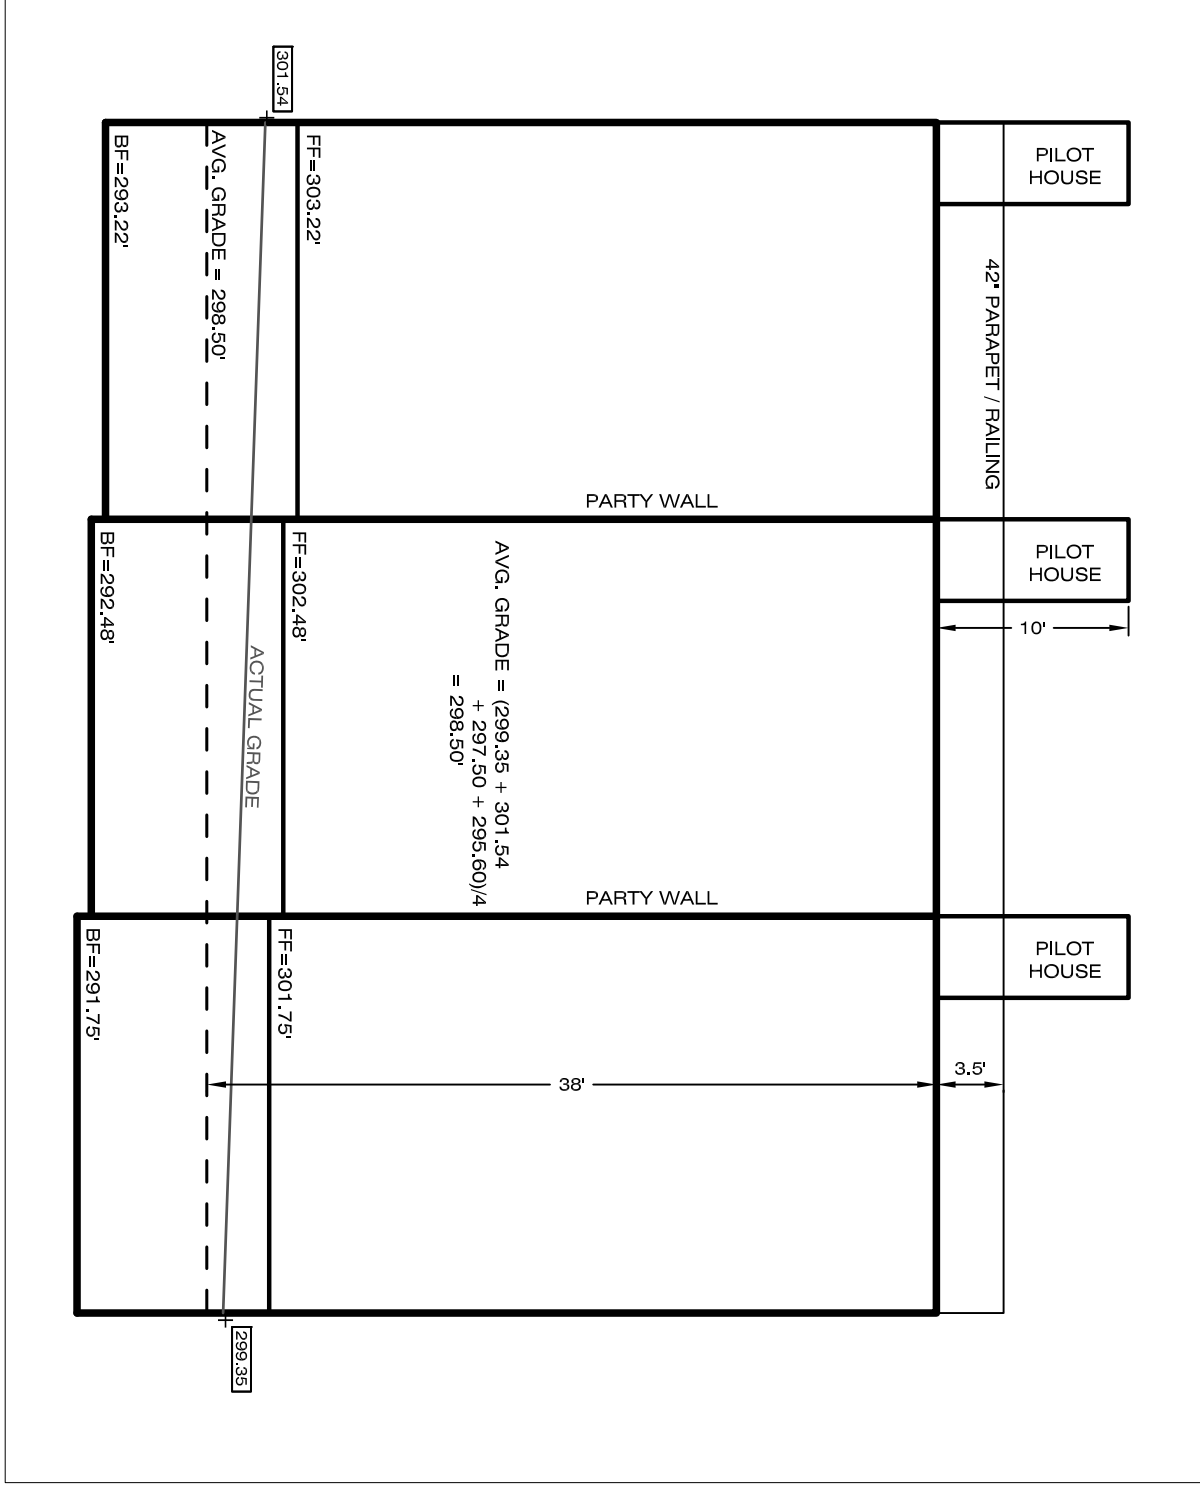 301.54
BF=293.22'
AVG. GRADE = 298.50'
FF=303.22'
42" PARAPET / RAILING
PILOT
HOUSE
PARTY WALL
BF=292.48'
ACTUAL GRADE
FF=302.48'
AVG. GRADE = (299.35 + 301.54
+ 297.50 + 295.60)/4
= 298.50'
PILOT
HOUSE
10'
PARTY WALL
BF=291.75'
FF=301.75'
38'
3.5'
PILOT
HOUSE
299.35